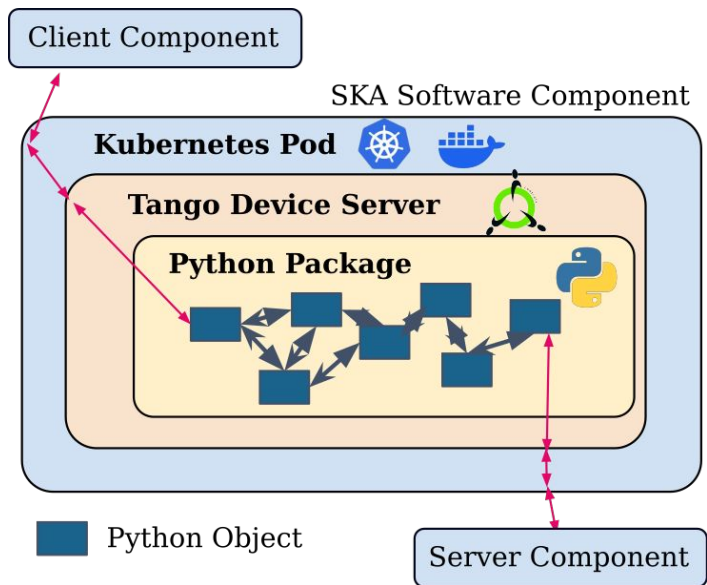 Client Component
SKA Software Component
Kubernetes Pod
Tango Device Server
Python Package
Python Object
Server Component